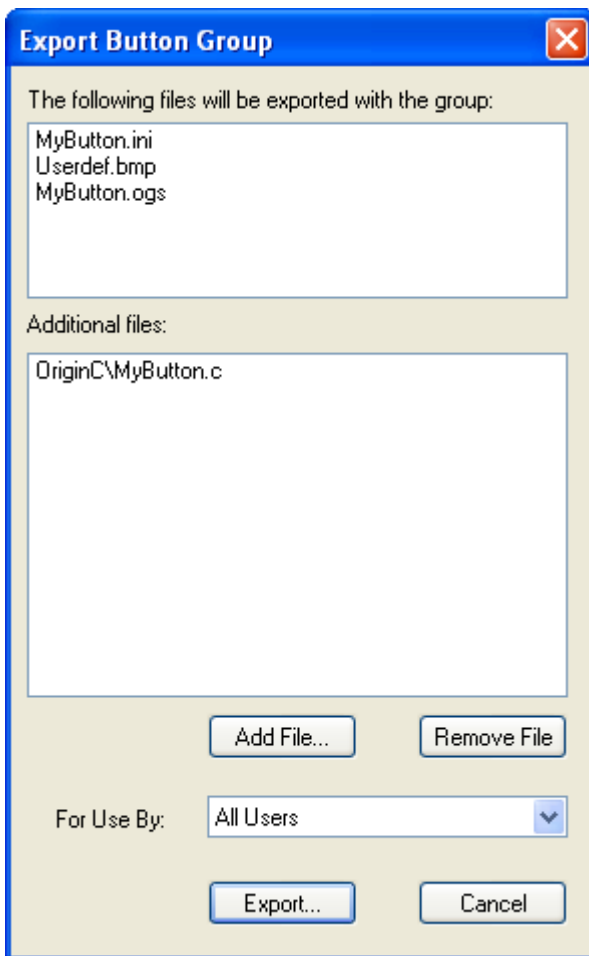 Export Button Group
The following files will be exported with the group:
MyButton.ini
Userdef.bmp
MyButton.ogs
Additional files:
OriginC\MyButton.c
Add File...
Remove File
For Use By:
All Users
Export...
Cancel